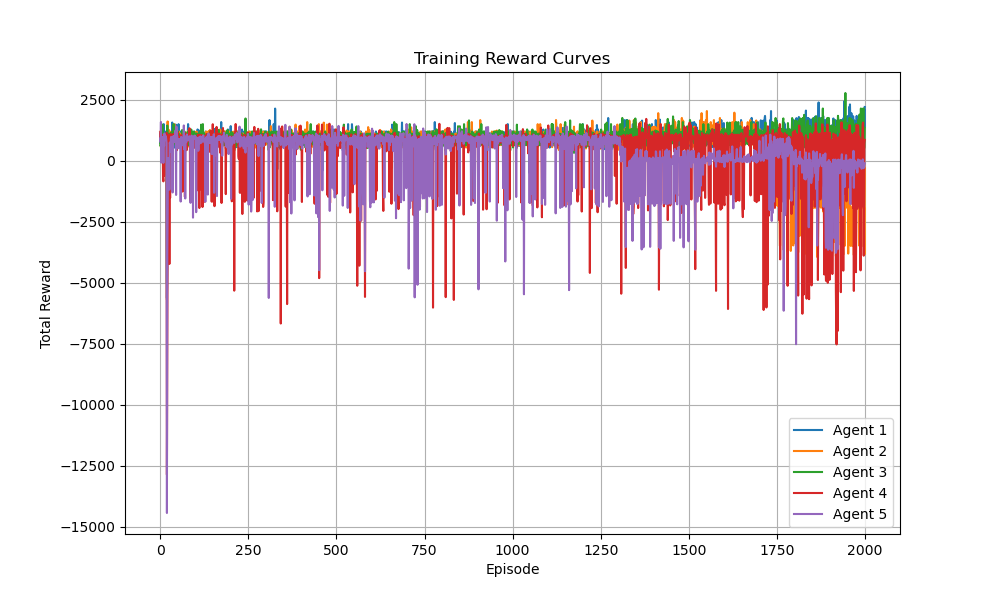 Training Reward Curves
2500
0
−2500
−5000
−7500
−10000
−12500
−15000
Total Reward
0 250 500 750 1000 1250 1500 1750 2000
Episode
Agent 1
Agent 2
Agent 3
Agent 4
Agent 5